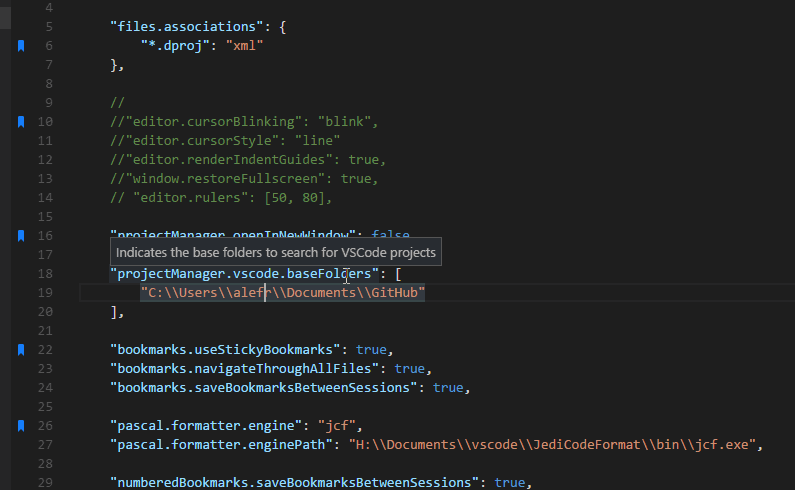 4
5 "files.associations": {
6 "*.dproj": "xml"
7 },
8
9 //
10 //"editor.cursorBlinking": "blink",
11 //"editor.cursorStyle": "line"
12 //"editor.renderIndentGuides": true,
13 //"window.restoreFullscreen": true,
14 // "editor.rulers": [50, 80],
15
16 "projectManager.openInNewWindow": false
17 Indicates the base folders to search for VSCode projects
18 "projectManager.vscode.baseFolders": [
19 "C:\\Users\\alefr\\Documents\\GitHub"
20 ],
21
22 "bookmarks.useStickyBookmarks": true,
23 "bookmarks.navigateThroughAllFiles": true,
24 "bookmarks.saveBookmarksBetweenSessions": true,
25
26 "pascal.formatter.engine": "jcf",
27 "pascal.formatter.enginePath": "H:\\Documents\\vscode\\JediCodeFormat\\bin\\jcf.exe",
28
29 "numberedBookmarks.saveBookmarksBetweenSessions": true,